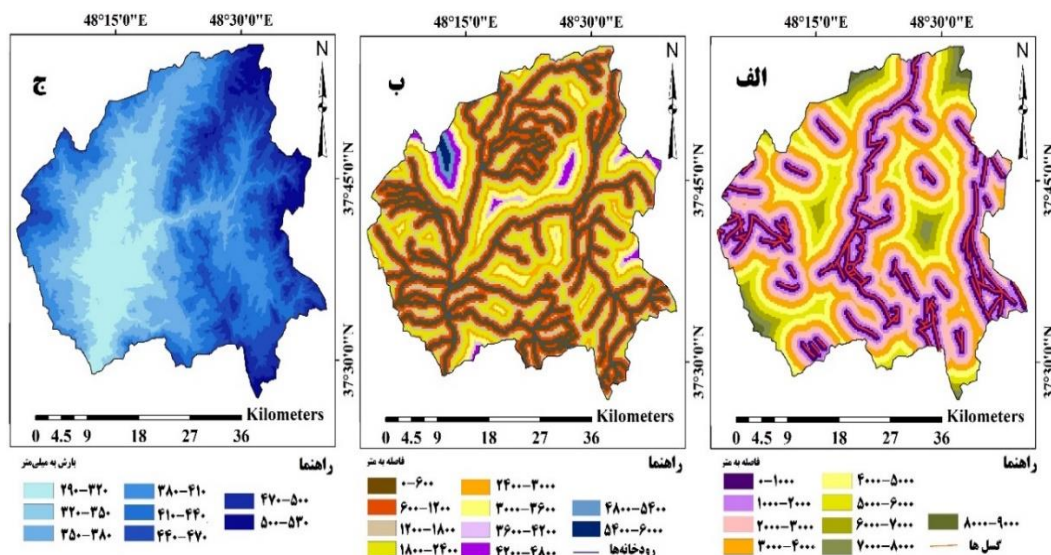 48°15'0"E 48°30'0"E 48°15'0"E 48°30'0"E 48°15'0"E 48°30'0"E
ج N ب N الف N
37°45'0"N 37°45'0"N 37°45'0"N
37°30'0"N 37°30'0"N 37°30'0"N
Kilometers Kilometers Kilometers
0 4.5 9 18 27 36 0 4.5 9 18 27 36 0 4.5 9 18 27 36
راهنما
بارش به میلی‌متر
۲۹۰-۳۲۰
۳۲۰-۳۵۰
۳۵۰-۳۸۰
۳۸۰-۴۱۰
۴۱۰-۴۴۰
۴۴۰-۴۷۰
۴۷۰-۵۰۰
۵۰۰-۵۳۰
راهنما
فاصله به متر
۰-۶۰۰
۶۰۰-۱۲۰۰
۱۲۰۰-۱۸۰۰
۱۸۰۰-۲۴۰۰
۲۴۰۰-۳۰۰۰
۳۰۰۰-۳۶۰۰
۳۶۰۰-۴۲۰۰
۴۲۰۰-۴۸۰۰
۴۸۰۰-۵۴۰۰
۵۴۰۰-۶۰۰۰
رودخانه‌ها
راهنما
فاصله به متر
۰-۱۰۰۰
۱۰۰۰-۲۰۰۰
۲۰۰۰-۳۰۰۰
۳۰۰۰-۴۰۰۰
۴۰۰۰-۵۰۰۰
۵۰۰۰-۶۰۰۰
۶۰۰۰-۷۰۰۰
۷۰۰۰-۸۰۰۰
۸۰۰۰-۹۰۰۰
گسل ها